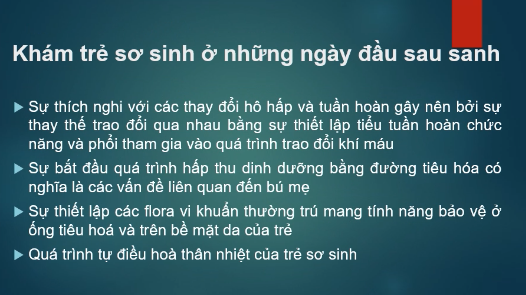 Khám trẻ sơ sinh ở những ngày đầu sau sanh
Sự thích nghi với các thay đổi hô hấp và tuần hoàn gây nên bởi sự
thay thế trao đổi qua nhau bằng sự thiết lập tiểu tuần hoàn chức
năng và phổi tham gia vào quá trình trao đổi khí máu
Sự bắt đầu quá trình hấp thu dinh dưỡng bằng đường tiêu hóa có
nghĩa là các vấn đề liên quan đến bú mẹ
Sự thiết lập các flora vi khuẩn thường trú mang tính năng bảo vệ ở
ống tiêu hoá và trên bề mặt da của trẻ
Quá trình tự điều hoà thân nhiệt của trẻ sơ sinh